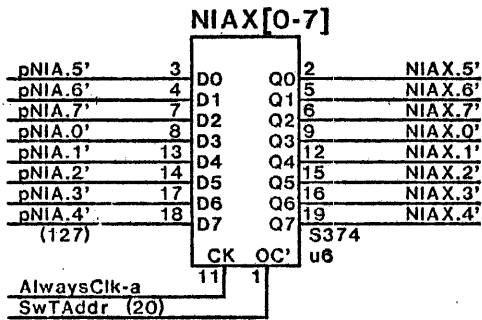 NIAX[0-7]
pNIA.5' 3 D0 Q0 2 NIAX.5'
pNIA.6' 4 D1 Q1 5 NIAX.6'
pNIA.7' 7 D2 Q2 6 NIAX.7'
pNIA.0' 8 D3 Q3 9 NIAX.0'
pNIA.1' 13 D4 Q4 12 NIAX.1'
pNIA.2' 14 D5 Q5 15 NIAX.2'
pNIA.3' 17 D6 Q6 16 NIAX.3'
pNIA.4' 18 D7 Q7 19 NIAX.4'
(127) S374
CK OC' u6
11 1
AlwaysClk-a
SwTAddr (20)